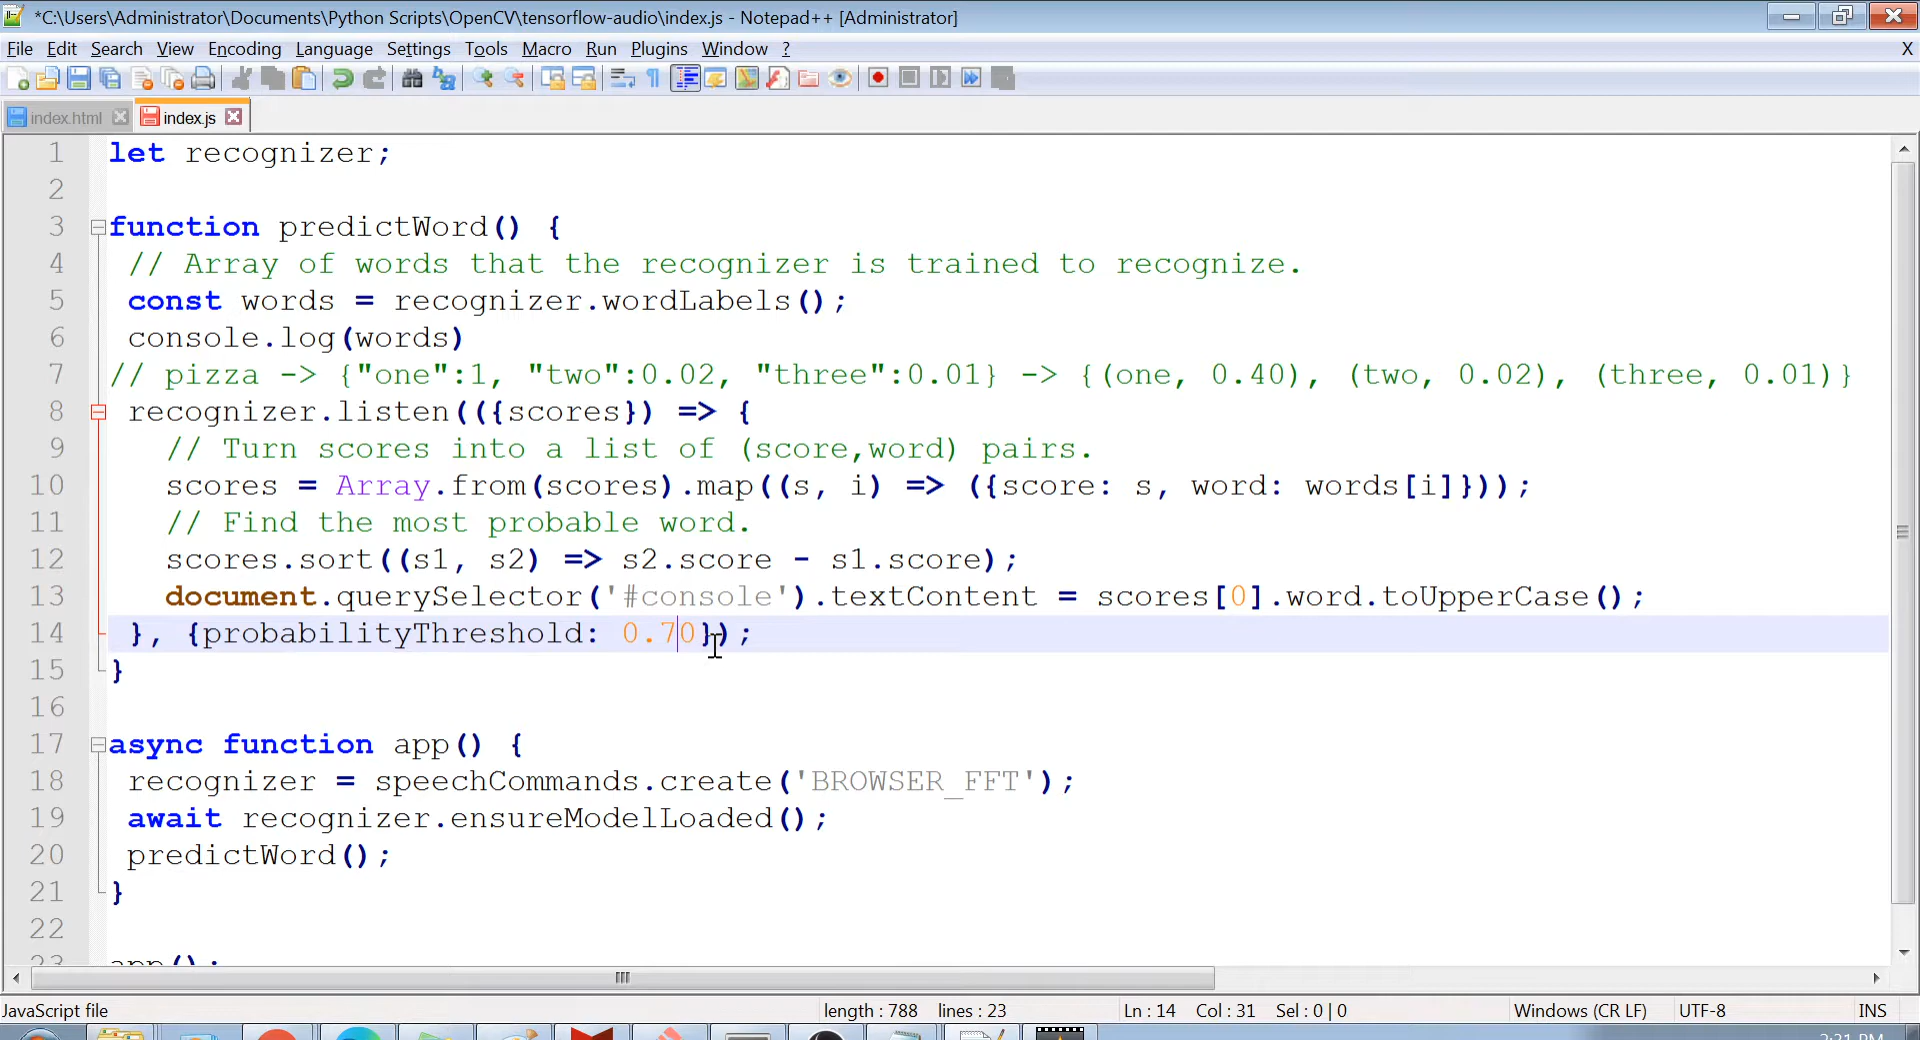 *C:\Users\Administrator\Documents\Python Scripts\OpenCV\tensorflow-audio\index.js - Notepad++ [Administrator]
File Edit Search View Encoding Language Settings Tools Macro Run Plugins Window ? X
index.html index.js
1 let recognizer;
2
3 function predictWord() {
4 // Array of words that the recognizer is trained to recognize.
5 const words = recognizer.wordLabels();
6 console.log(words)
7 // pizza -> {"one":1, "two":0.02, "three":0.01} -> {(one, 0.40), (two, 0.02), (three, 0.01)}
8 recognizer.listen(({scores}) => {
9 // Turn scores into a list of (score,word) pairs.
10 scores = Array.from(scores).map((s, i) => ({score: s, word: words[i]}));
11 // Find the most probable word.
12 scores.sort((s1, s2) => s2.score - s1.score);
13 document.querySelector('#console').textContent = scores[0].word.toUpperCase();
14 }, {probabilityThreshold: 0.70});
15 }
16
17 async function app() {
18 recognizer = speechCommands.create('BROWSER_FFT');
19 await recognizer.ensureModelLoaded();
20 predictWord();
21 }
22
23 app();
JavaScript file length : 788 lines : 23 Ln : 14 Col : 31 Sel : 0 | 0 Windows (CR LF) UTF-8 INS
2:31 PM